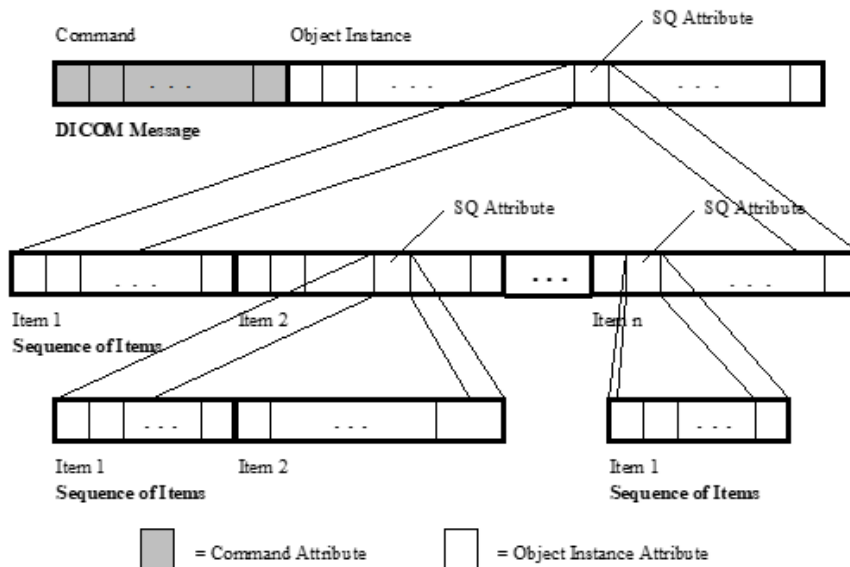 SQ Attribute
Command
Object Instance
. . .
. . .
. . .
DICOM Message
SQ Attribute
SQ Attribute
. . .
. . .
. . .
Item 1
Item 2
Item n
Sequence of Items
. . .
. . .
. . .
Item 1
Item 2
Item 1
Sequence of Items
Sequence of Items
= Command Attribute
= Object Instance Attribute